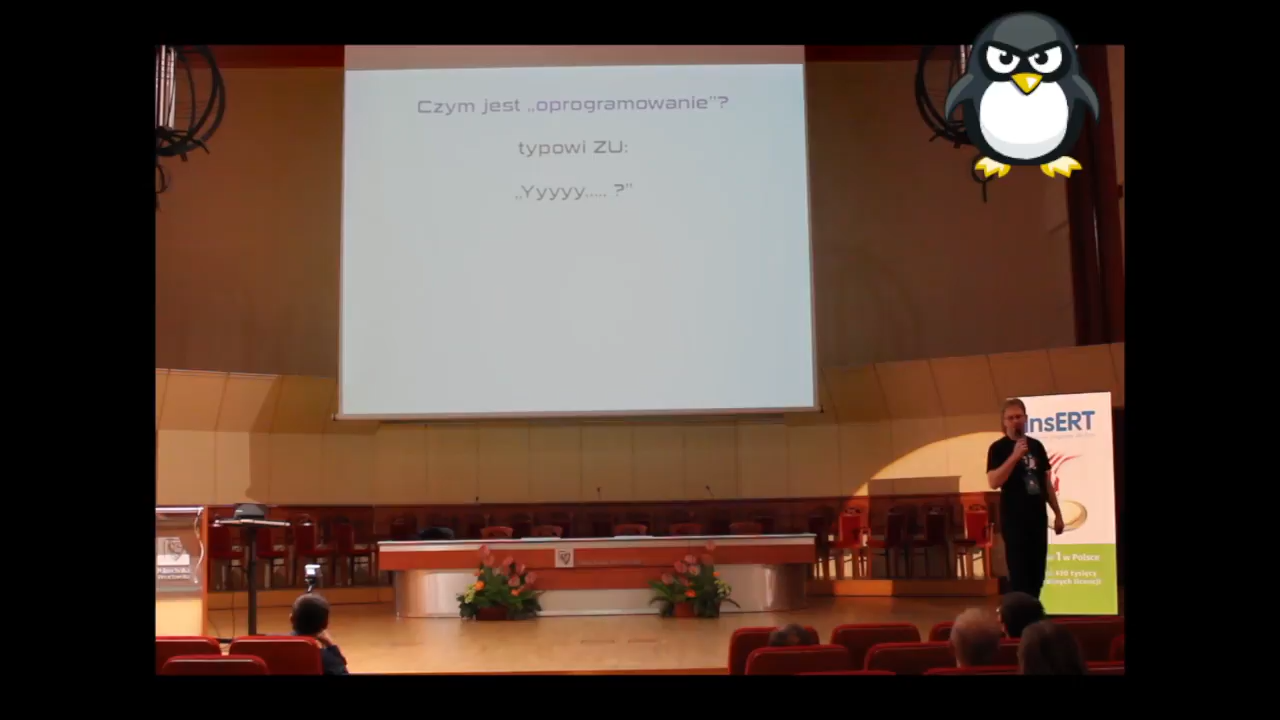 Czym jest „oprogramowanie”?
typowi ZU:
„Yyyyy..... ?”
insERT
1 w Polsce